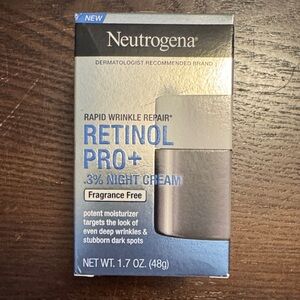 NEW
Neutrogena®
DERMATOLOGIST RECOMMENDED BRAND
RAPID WRINKLE REPAIR®
RETINOL
PRO+
.3% NIGHT CREAM
Fragrance Free
potent moisturizer
targets the look of
even deep wrinkles &
stubborn dark spots
NET WT. 1.7 OZ. (48g)